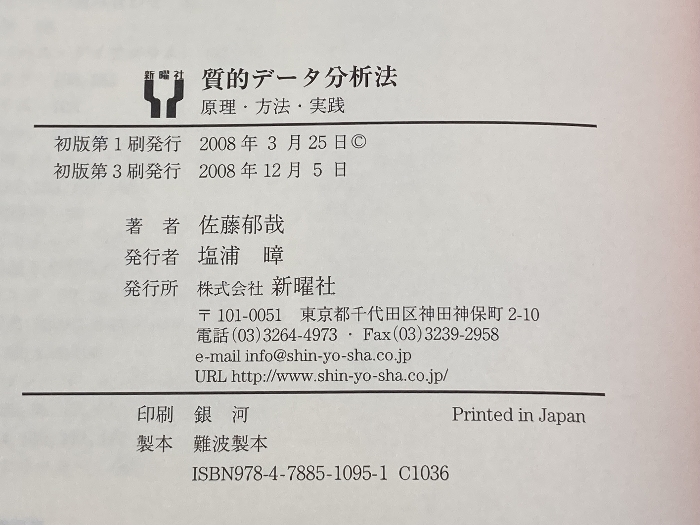 新曜社 質的データ分析法
原理・方法・実践
初版第1刷発行 2008年3月25日©
初版第3刷発行 2008年12月5日
著 者 佐藤郁哉
発行者 塩浦 暲
発行所 株式会社 新曜社
〒101-0051 東京都千代田区神田神保町2-10
電話(03)3264-4973・Fax(03)3239-2958
e-mail info@shin-yo-sha.co.jp
URL http://www.shin-yo-sha.co.jp/
印刷 銀 河 Printed in Japan
製本 難波製本
ISBN978-4-7885-1095-1 C1036